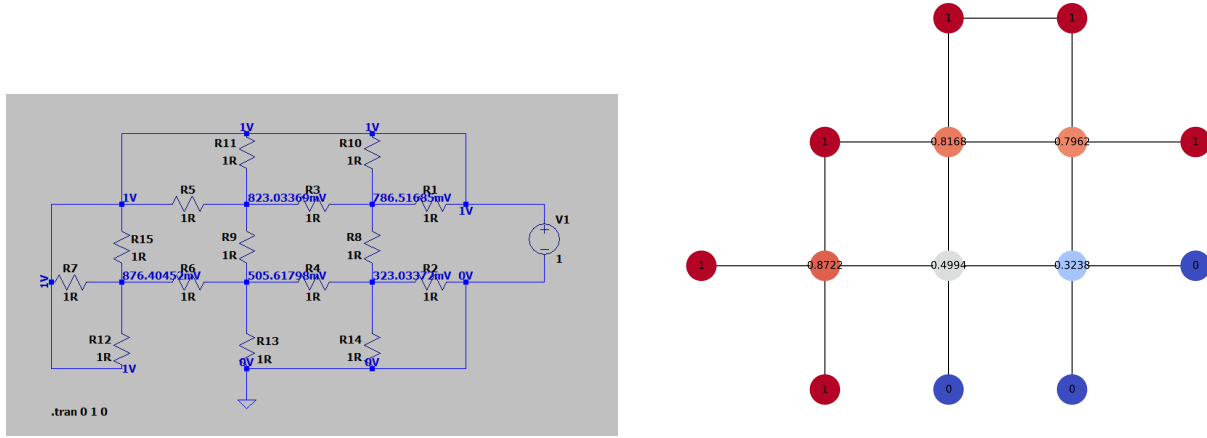 1V 1V
R11 R10
1R 1R
R5 R3 R1
1V 823.03369mV 786.51685mV
1V
1R 1R 1R
V1
R15 R9 R8
1R 1R 1R
1
R7 R6 R4 R2
1V 876.40452mV 505.61798mV 323.03372mV 0V
1R 1R 1R 1R
R12 R13 R14
1R 1R 1R
1V 0V 0V
.tran 0 1 0
1 1
1 0.8168 0.7962 1
1 0.8722 0.4994 0.3238 0
1 0 0